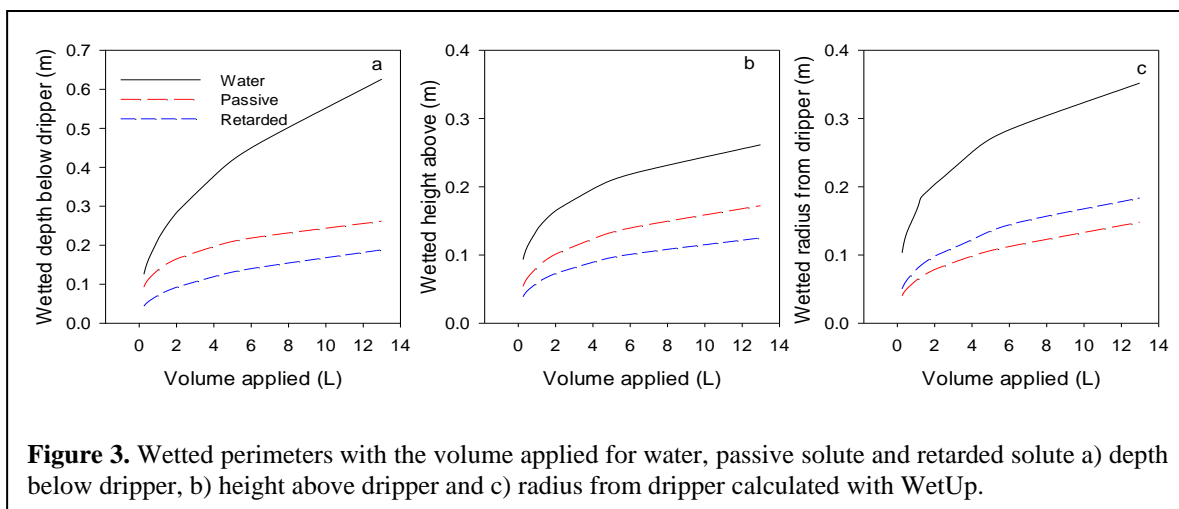 0.7
0.6
0.5
0.4
0.3
0.2
0.1
0.0
Wetted depth below dripper (m)
a
Water
Passive
Retarded
0 2 4 6 8 10 12 14
Volume applied (L)
0.4
0.3
0.2
0.1
0.0
Wetted height above (m)
b
0 2 4 6 8 10 12 14
Volume applied (L)
0.4
0.3
0.2
0.1
0.0
Wetted radius from dripper (m)
c
0 2 4 6 8 10 12 14
Volume applied (L)
Figure 3. Wetted perimeters with the volume applied for water, passive solute and retarded solute a) depth
below dripper, b) height above dripper and c) radius from dripper calculated with WetUp.